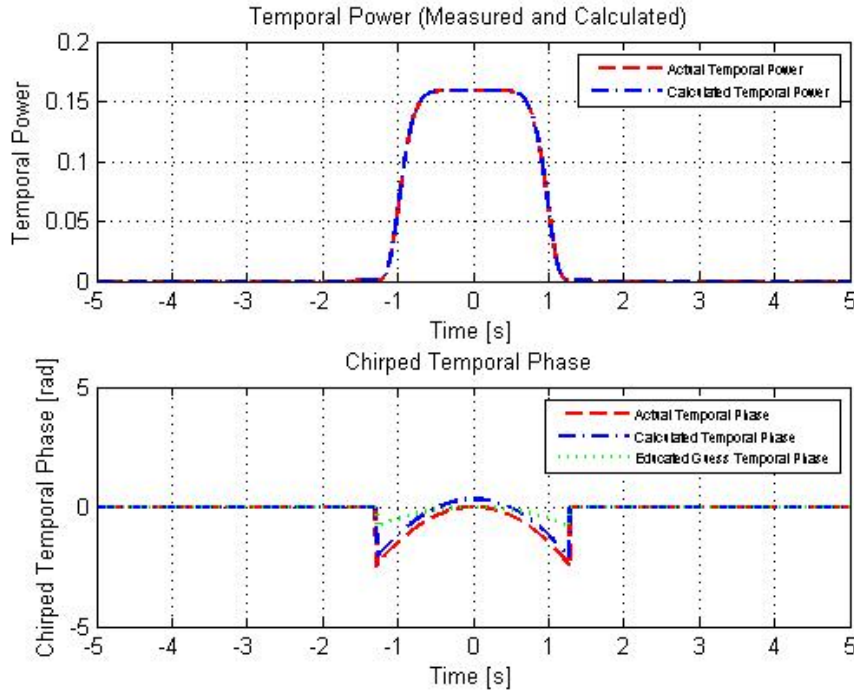 Temporal Power (Measured and Calculated)
0.2
0.15
0.1
0.05
0
Temporal Power
Actual Temporal Power
Calculated Temporal Power
-5 -4 -3 -2 -1 0 1 2 3 4 5
Time [s]
Chirped Temporal Phase
5
0
-5
Chirped Temporal Phase [rad]
Actual Temporal Phase
Calculated Temporal Phase
Educated Guess Temporal Phase
-5 -4 -3 -2 -1 0 1 2 3 4 5
Time [s]